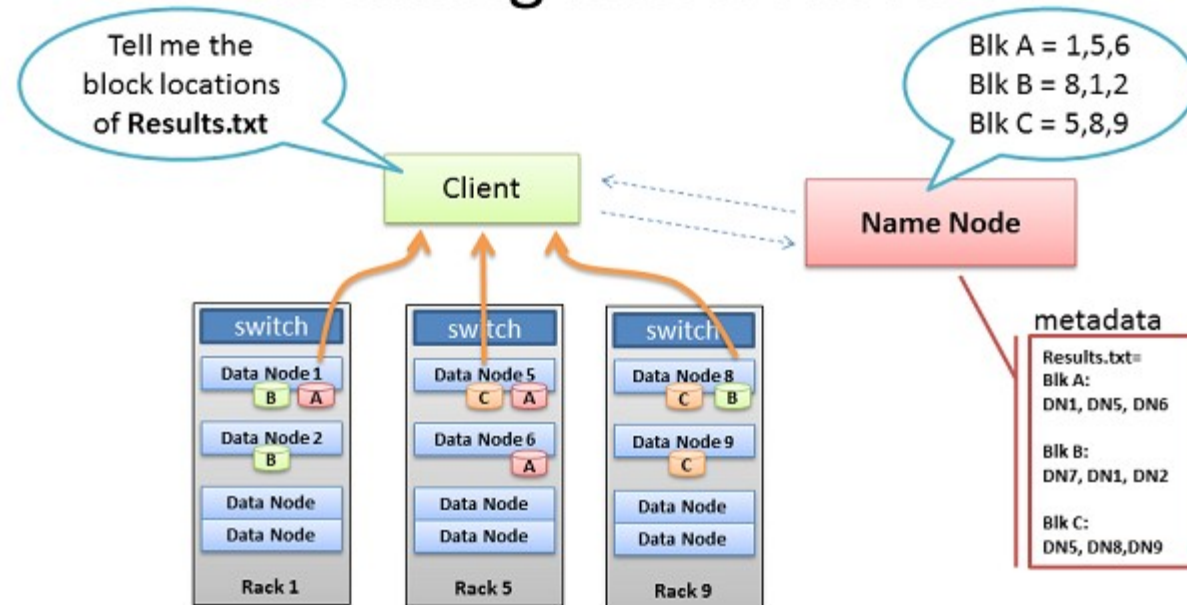 Tell me the
block locations
of Results.txt
Blk A = 1,5,6
Blk B = 8,1,2
Blk C = 5,8,9
Client
Name Node
switch
Data Node 1
B A
Data Node 2
B
Data Node
Data Node
Rack 1
switch
Data Node 5
C A
Data Node 6
A
Data Node
Data Node
Rack 5
switch
Data Node 8
C B
Data Node 9
C
Data Node
Data Node
Rack 9
metadata
Results.txt=
Blk A:
DN1, DN5, DN6
Blk B:
DN7, DN1, DN2
Blk C:
DN5, DN8,DN9